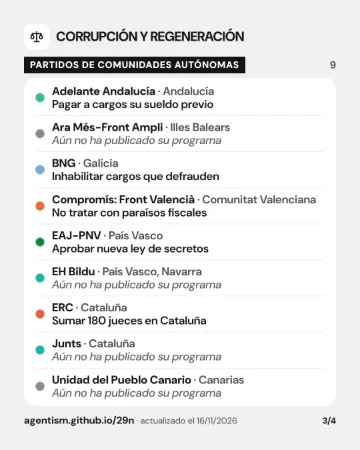 CORRUPCIÓN Y REGENERACIÓN
PARTIDOS DE COMUNIDADES AUTÓNOMAS 9
Adelante Andalucía · Andalucía
Pagar a cargos su sueldo previo
Ara Més-Front Ampli · Illes Balears
Aún no ha publicado su programa
BNG · Galicia
Inhabilitar cargos que defrauden
Compromís: Front Valencià · Comunitat Valenciana
No tratar con paraísos fiscales
EAJ-PNV · País Vasco
Aprobar nueva ley de secretos
EH Bildu · País Vasco, Navarra
Aún no ha publicado su programa
ERC · Cataluña
Sumar 180 jueces en Cataluña
Junts · Cataluña
Aún no ha publicado su programa
Unidad del Pueblo Canario · Canarias
Aún no ha publicado su programa
agentism.github.io/29n · actualizado el 16/11/2026 3/4